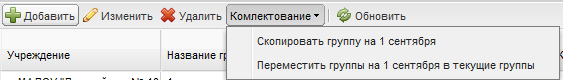 Добавить Изменить Удалить Комлектование Обновить
Скопировать группу на 1 сентября
Учреждение Название гр
Переместить группы на 1 сентября в текущие группы